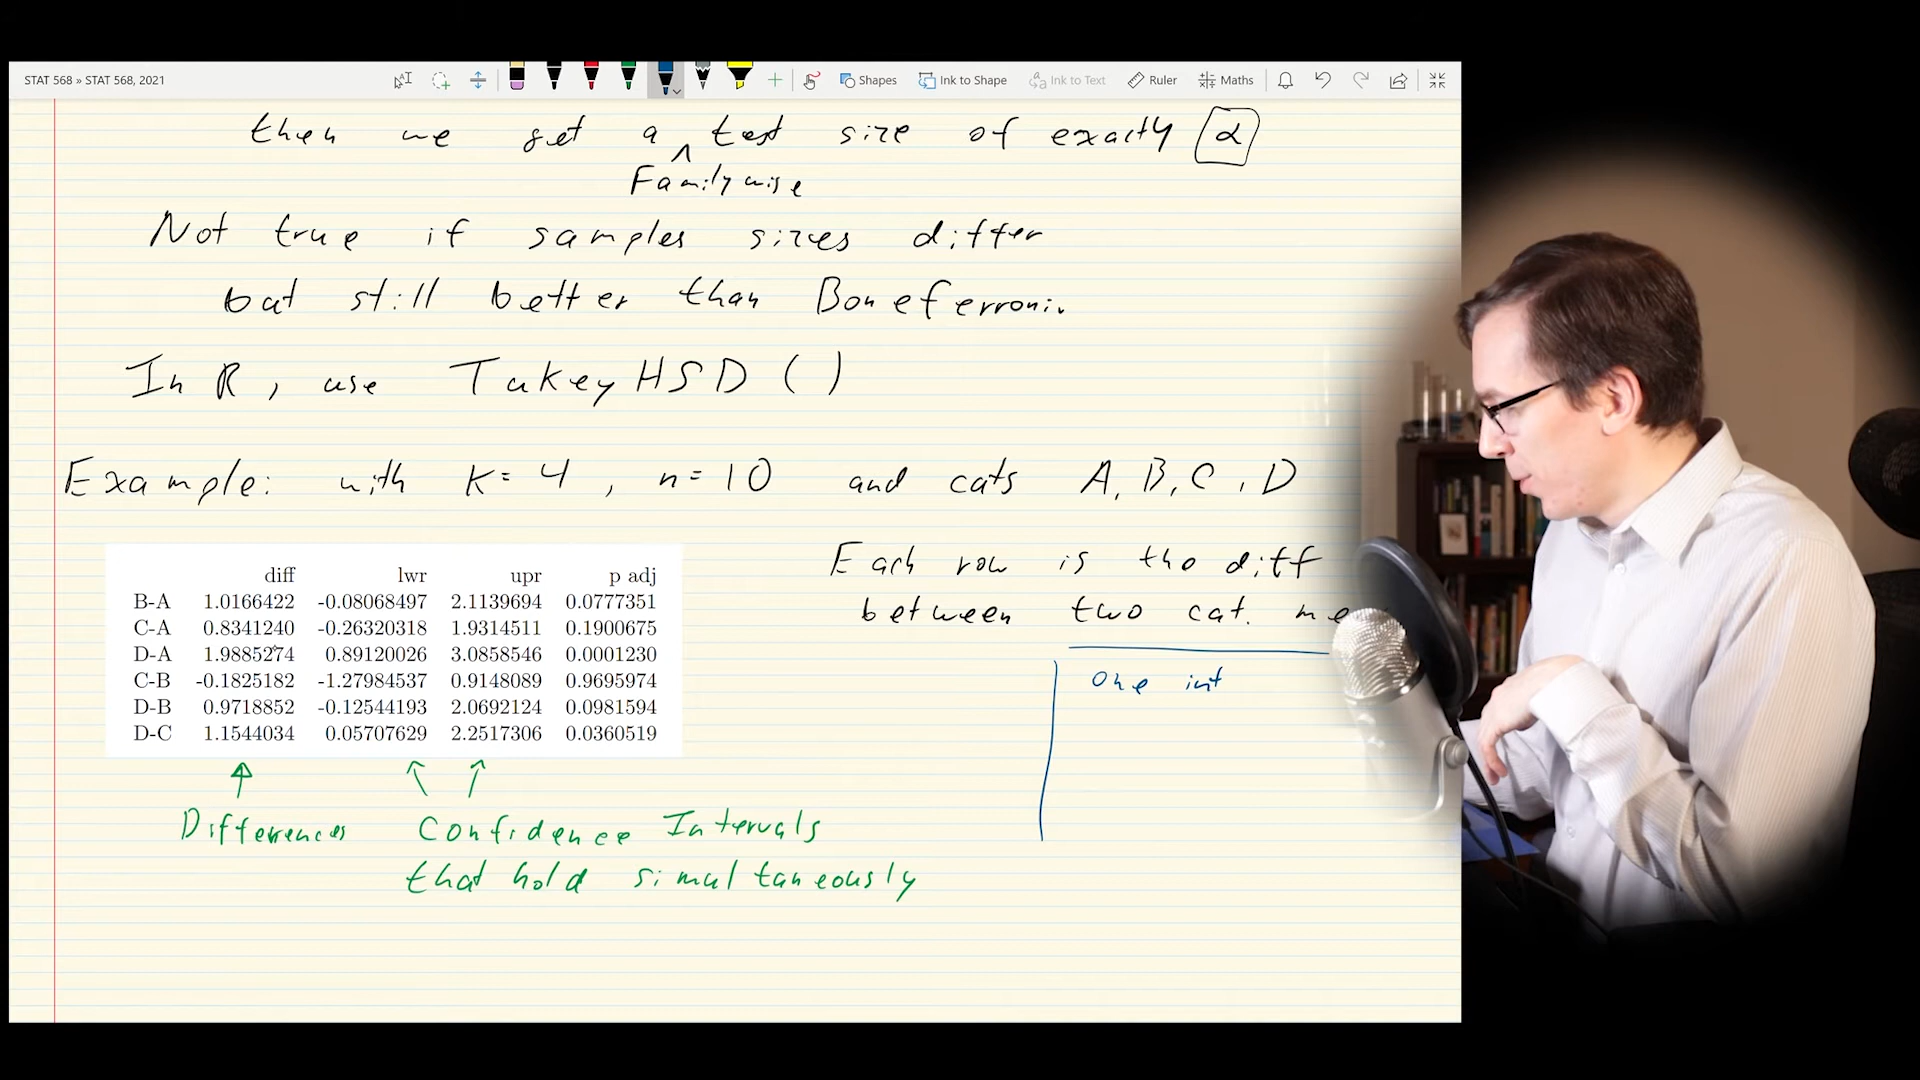 STAT 568 » STAT 568, 2021
Shapes Ink to Shape Ink to Text Ruler Maths
then we get a ^ test size of exactly α
Familywise
Not true if samples sizes differ
but still better than Boneferroni.
In R, use TukeyHSD ( )
Example: with K=4, n=10 and cats A, B, C, D
diff lwr upr p adj
B-A 1.0166422 -0.08068497 2.1139694 0.0777351
C-A 0.8341240 -0.26320318 1.9314511 0.1900675
D-A 1.9885274 0.89120026 3.0858546 0.0001230
C-B -0.1825182 -1.27984537 0.9148089 0.9695974
D-B 0.9718852 -0.12544193 2.0692124 0.0981594
D-C 1.1544034 0.05707629 2.2517306 0.0360519
Each row is the diff
between two cat. me
One int
Differences
Confidence Intervals
that hold simultaneously